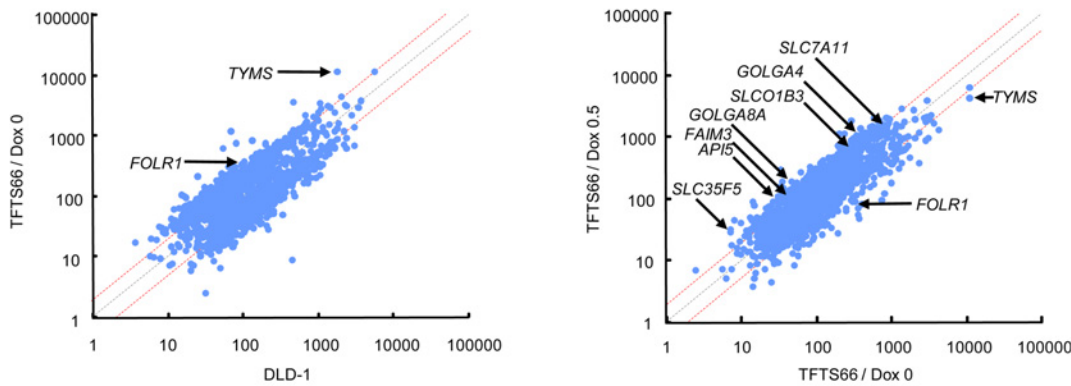 100000
10000
1000
100
10
1
TFTS66 / Dox 0
TYMS
FOLR1
1 10 100 1000 10000 100000
DLD-1
100000
10000
1000
100
10
1
TFTS66 / Dox 0.5
SLC7A11
GOLGA4
SLCO1B3
GOLGA8A
FAIM3
API5
SLC35F5
TYMS
FOLR1
1 10 100 1000 10000 100000
TFTS66 / Dox 0